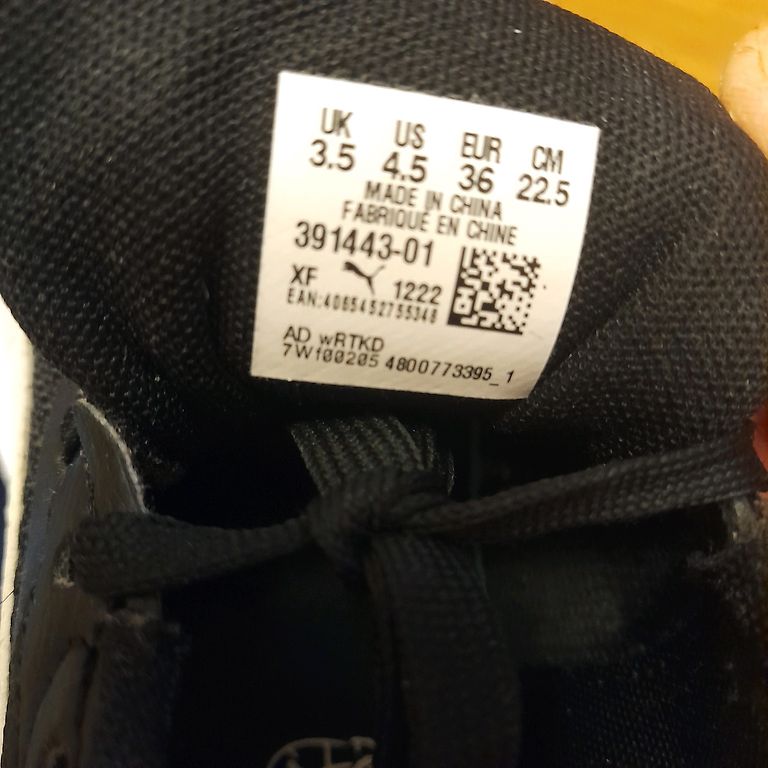 UK US EUR CM
3.5 4.5 36 22.5
MADE IN CHINA
FABRIQUÉ EN CHINE
391443-01
XF 1222
EAN:4065452755348
AD wRTKD
7W100205 4800773395_1